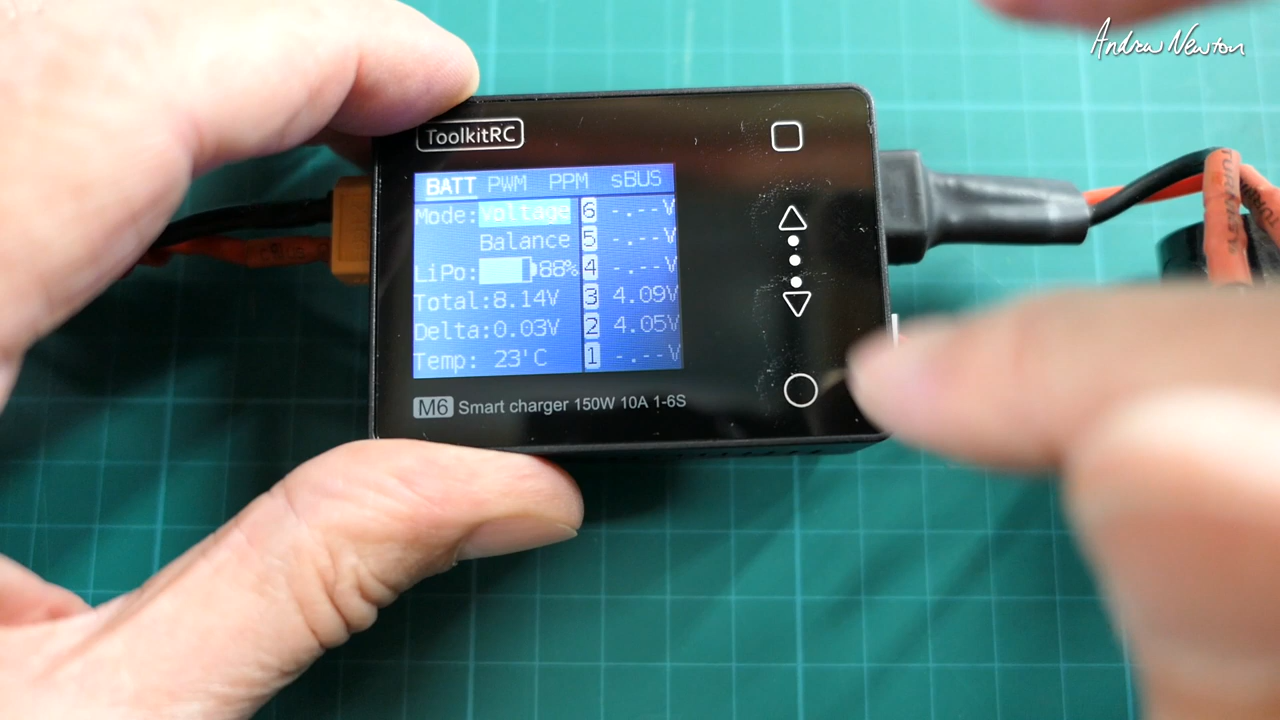 Andrew Newton
ToolkitRC
BATT PWM PPM sBUS
Mode: Voltage 6 -.--V
Balance 5 -.--V
LiPo: 88% 4 -.--V
Total: 8.14V 3 4.09V
Delta: 0.03V 2 4.05V
Temp: 23'C 1 -.--V
M6 Smart charger 150W 10A 1-6S
TURNIGY